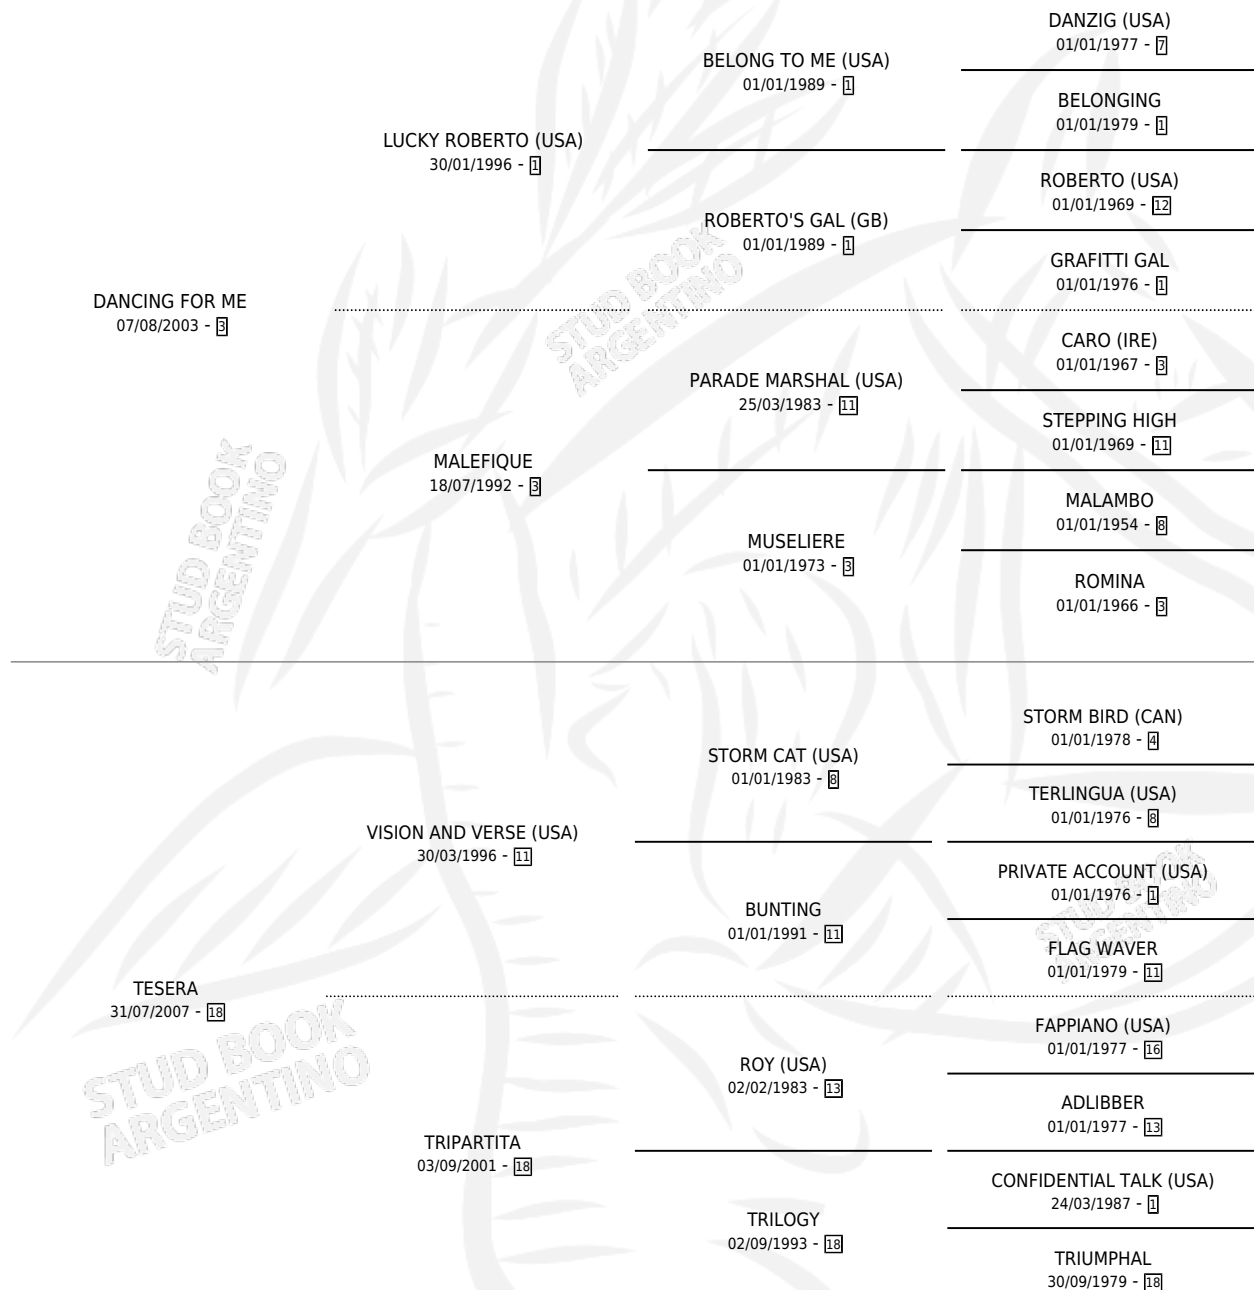 DANZIG (USA)
01/01/1977 - 7
BELONG TO ME (USA)
01/01/1989 - 1
BELONGING
01/01/1979 - 1
LUCKY ROBERTO (USA)
30/01/1996 - 1
ROBERTO (USA)
01/01/1969 - 12
ROBERTO'S GAL (GB)
01/01/1989 - 1
GRAFITTI GAL
01/01/1976 - 1
DANCING FOR ME
07/08/2003 - 3
STUD BOOK
ARGENTINO
CARO (IRE)
01/01/1967 - 3
PARADE MARSHAL (USA)
25/03/1983 - 11
STEPPING HIGH
01/01/1969 - 11
MALEFIQUE
18/07/1992 - 3
MALAMBO
01/01/1954 - 8
MUSELIERE
01/01/1973 - 3
ROMINA
01/01/1966 - 3
STUD BOOK
ARGENTINO
STORM BIRD (CAN)
01/01/1978 - 4
STORM CAT (USA)
01/01/1983 - 8
TERLINGUA (USA)
01/01/1976 - 8
VISION AND VERSE (USA)
30/03/1996 - 11
PRIVATE ACCOUNT (USA)
01/01/1976 - 1
BUNTING
01/01/1991 - 11
STUD BOOK
ARGENTINO
FLAG WAVER
01/01/1979 - 11
TESERA
31/07/2007 - 18
STUD BOOK
ARGENTINO
FAPPIANO (USA)
01/01/1977 - 16
ROY (USA)
02/02/1983 - 13
ADLIBBER
01/01/1977 - 13
TRIPARTITA
03/09/2001 - 18
CONFIDENTIAL TALK (USA)
24/03/1987 - 1
TRILOGY
02/09/1993 - 18
TRIUMPHAL
30/09/1979 - 18